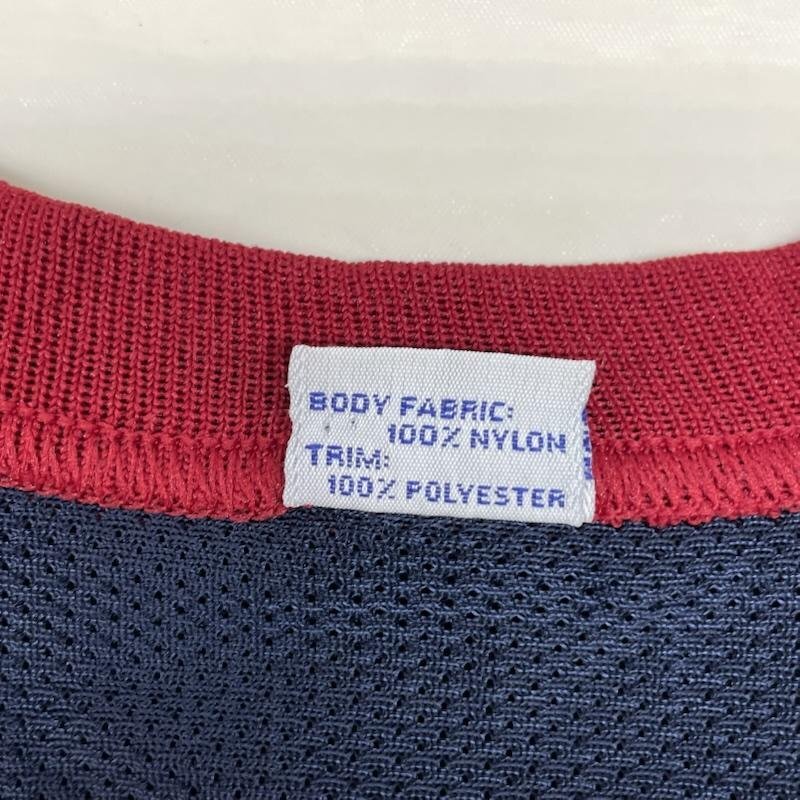 BODY FABRIC:
100% NYLON
TRIM:
100% POLYESTER